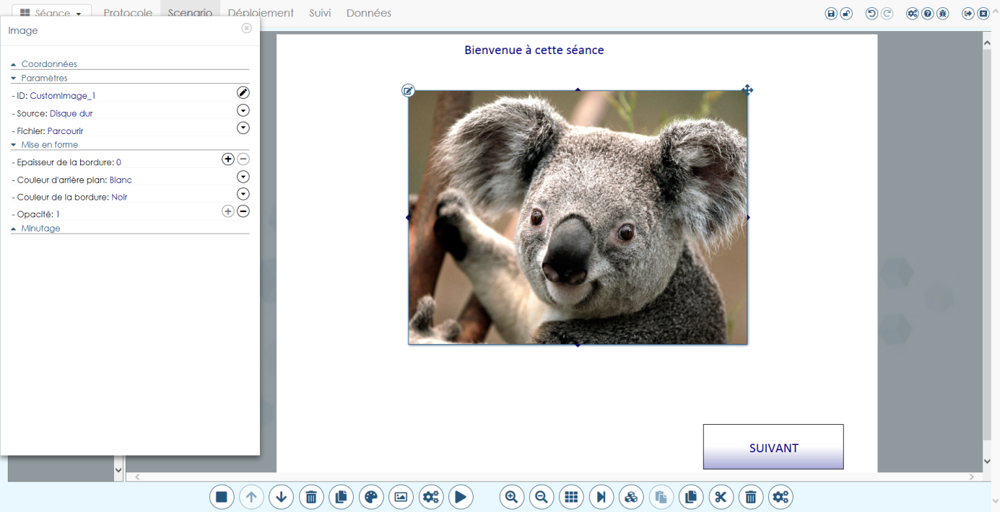 Séance
Protocole
Scenario
Déploiement
Suivi
Données
Image
Coordonnées
Paramètres
- ID: CustomImage_1
- Source: Disque dur
- Fichier: Parcourir
Mise en forme
- Epaisseur de la bordure: 0
- Couleur d'arrière plan: Blanc
- Couleur de la bordure: Noir
- Opacité: 1
Minutage
Bienvenue à cette séance
SUIVANT